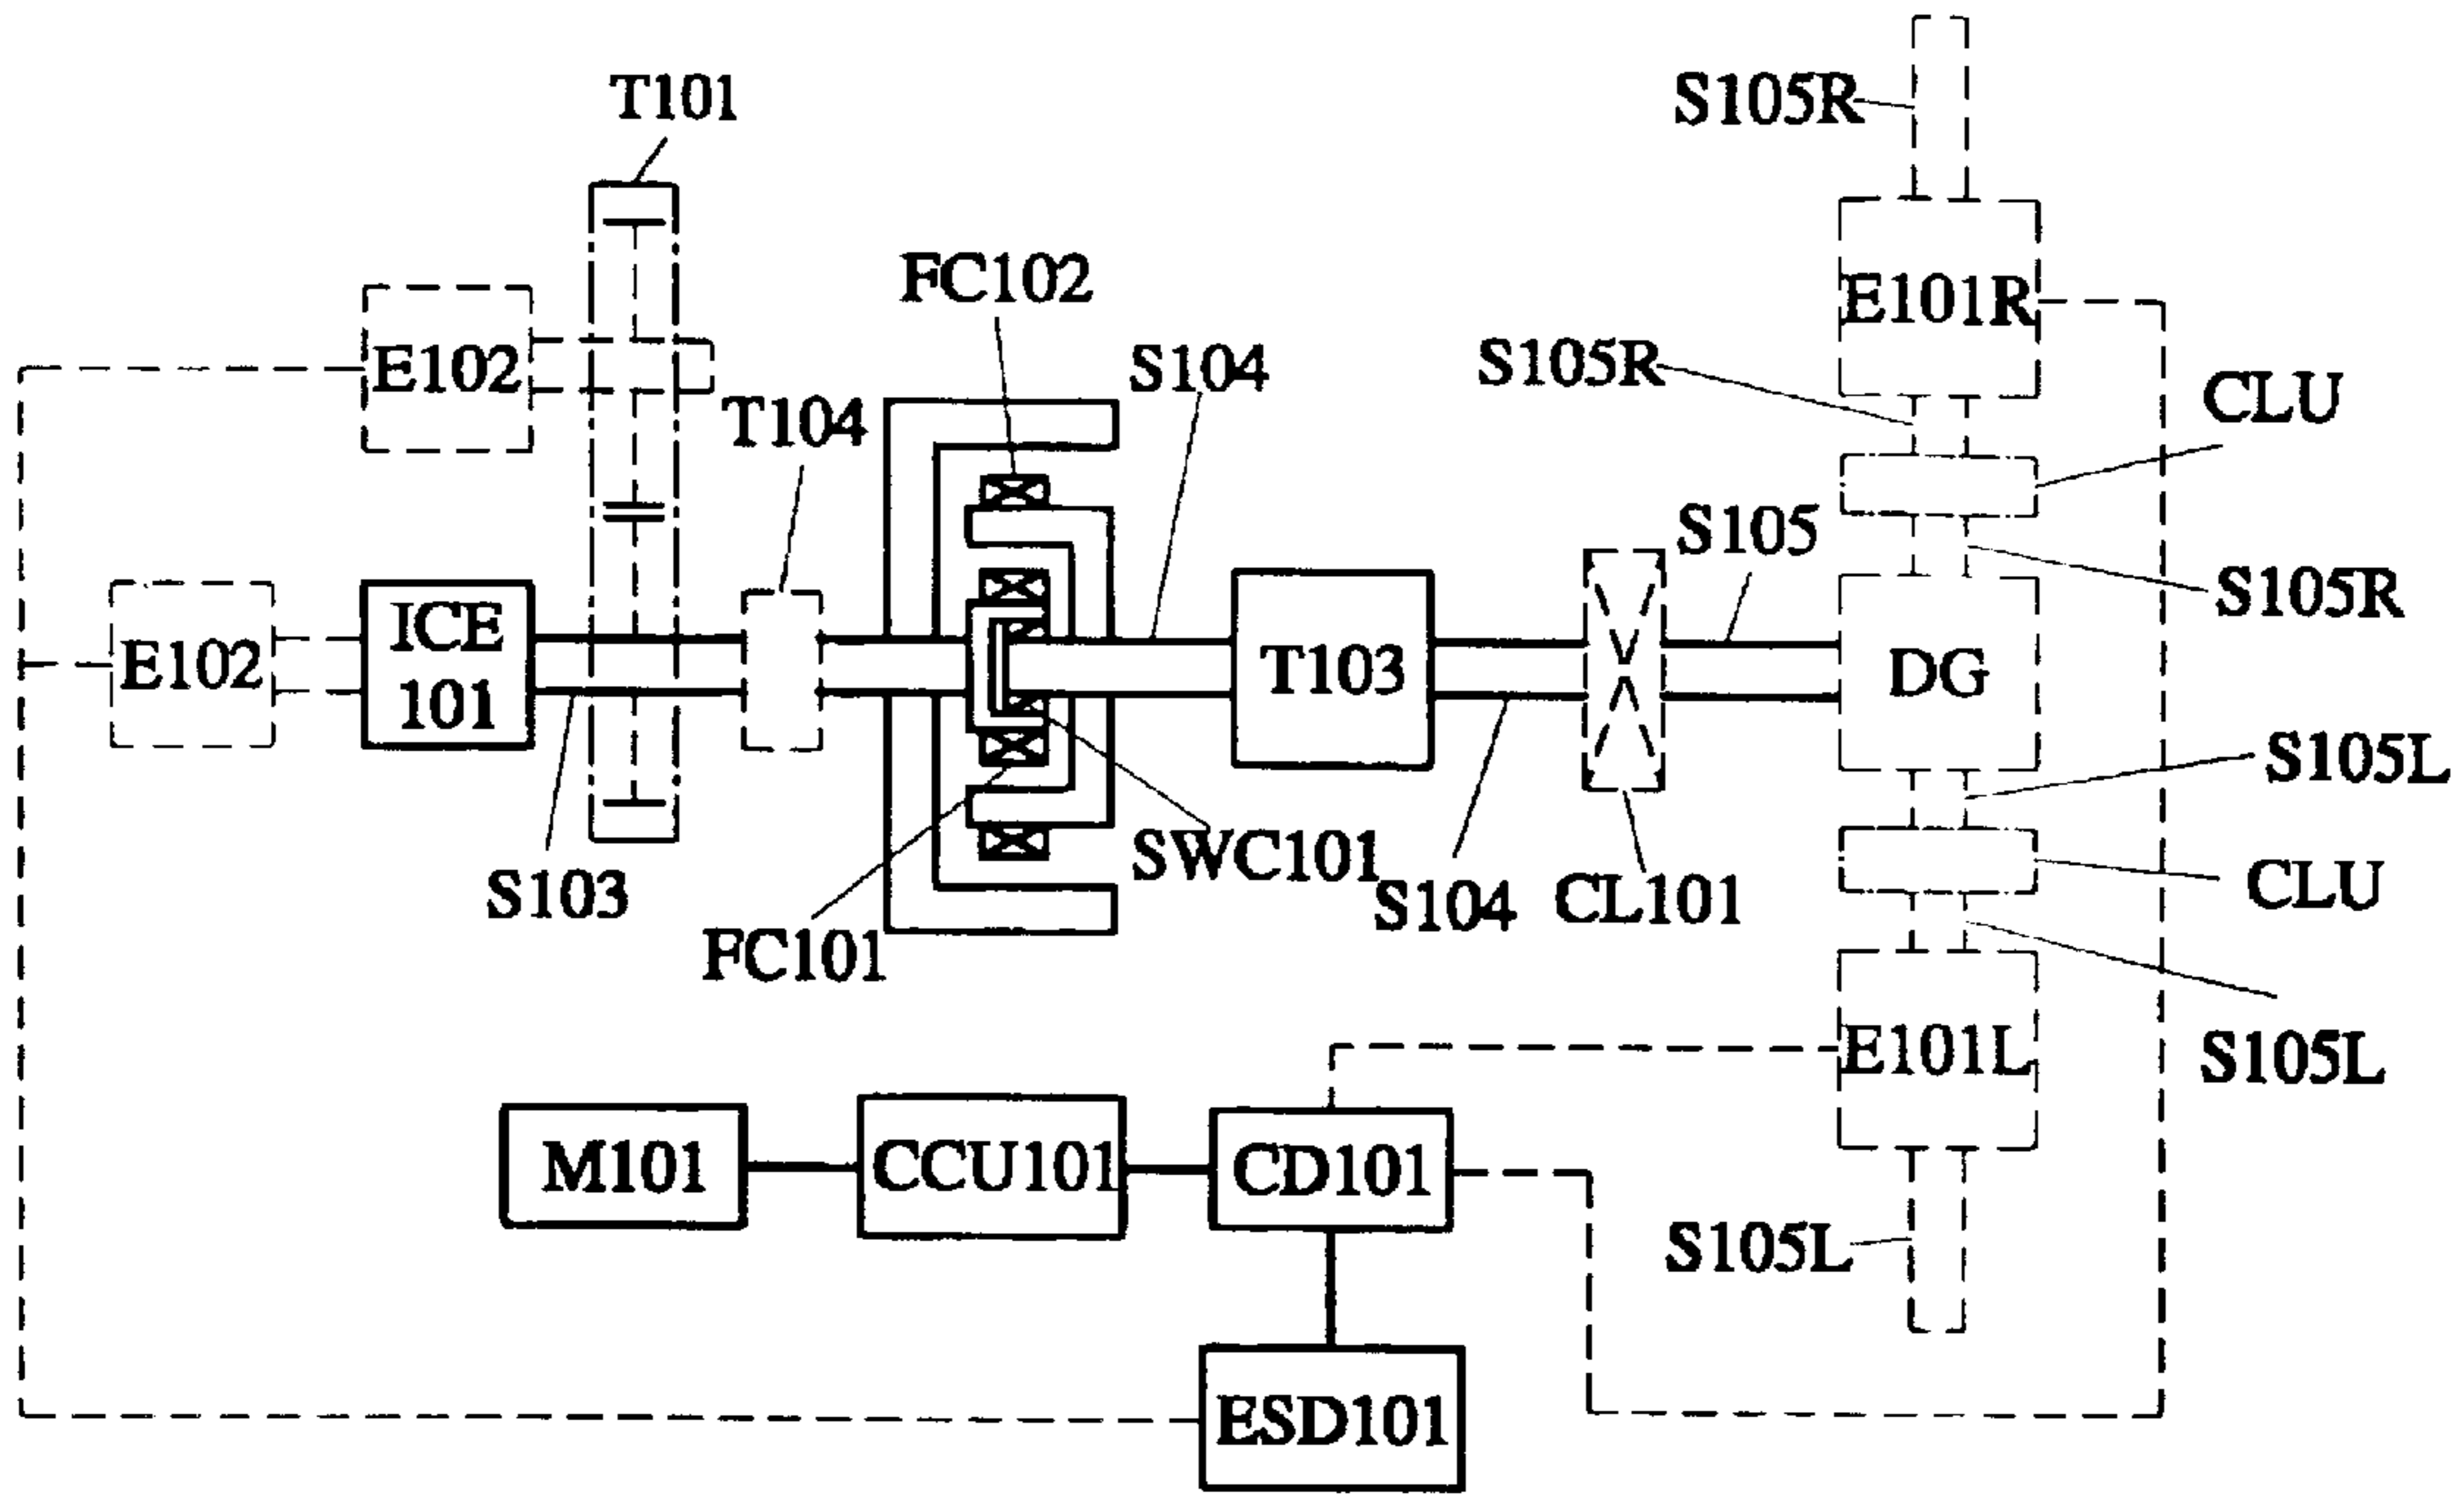 T101
S105R
FC102
E101R
S104
S105R
E102
CLU
T104
S105
ICE
101
S105R
E102
T103
DG
S105L
SWC101
S103
S104
CL101
CLU
FC101
E101L
S105L
M101
CCU101
CD101
S105L
ESD101